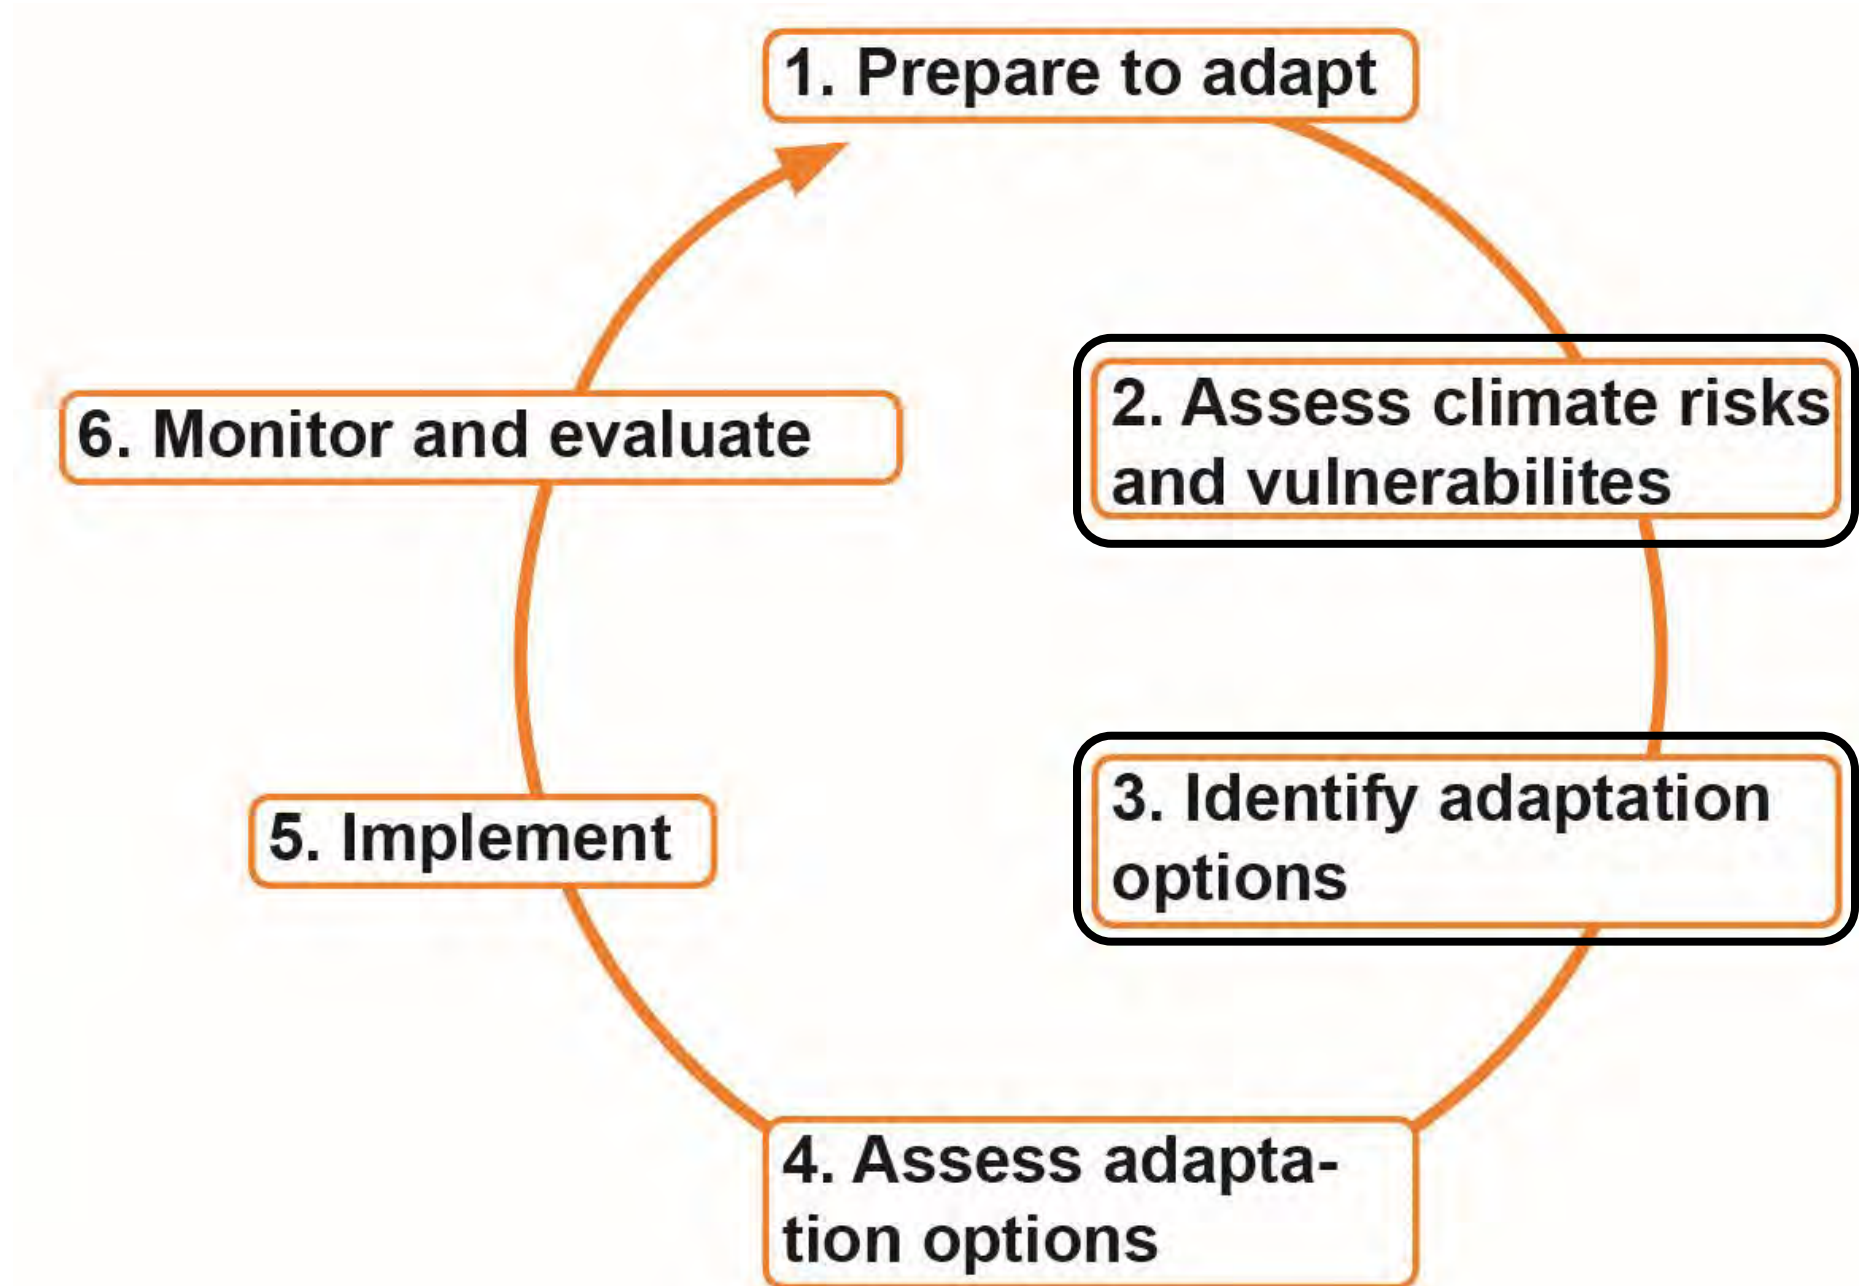 1. Prepare to adapt
2. Assess climate risks
and vulnerabilites
3. Identify adaptation
options
4. Assess adapta-
tion options
5. Implement
6. Monitor and evaluate